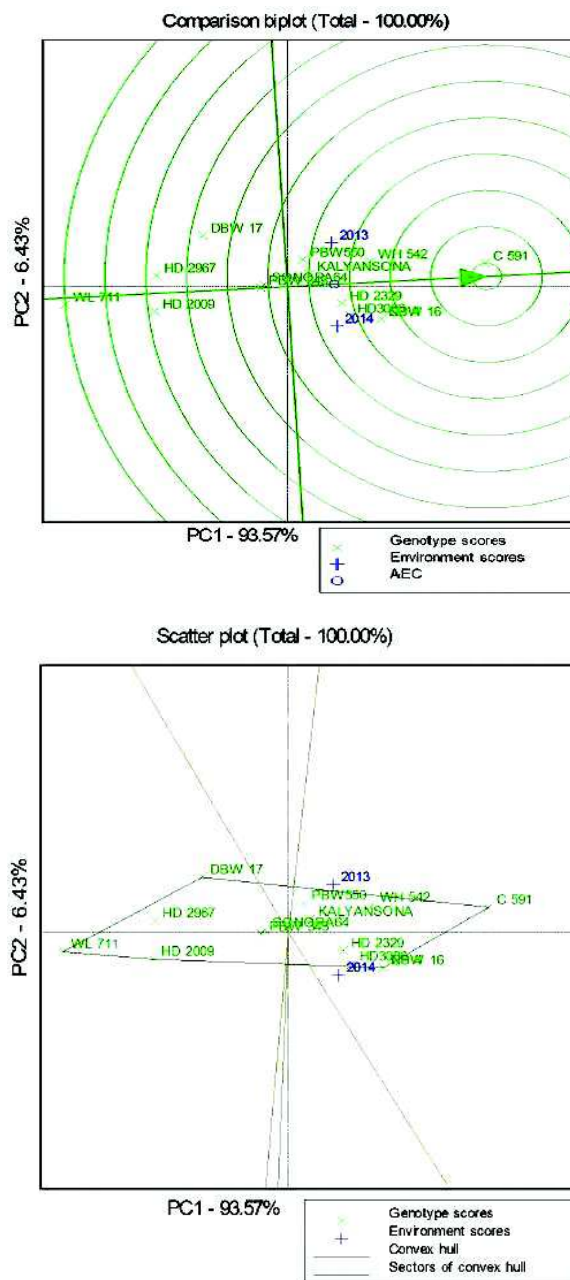 Comparison biplot (Total - 100.00%)
DBW 17
2013
PBW550
WH 542
C 591
HD 2967
KALYANSONA
SONORA64
WL 711
HD 2009
HD 2329
2014
16
PC2 - 6.43%
PC1 - 93.57%
Genotype scores
Environment scores
AEC
Scatter plot (Total - 100.00%)
DBW 17
2013
PBW550
WH 542
C 591
HD 2967
KALYANSONA
SONORA64
WL 711
HD 2009
HD 2329
2014
16
PC2 - 6.43%
PC1 - 93.57%
Genotype scores
Environment scores
Convex hull
Sectors of convex hull